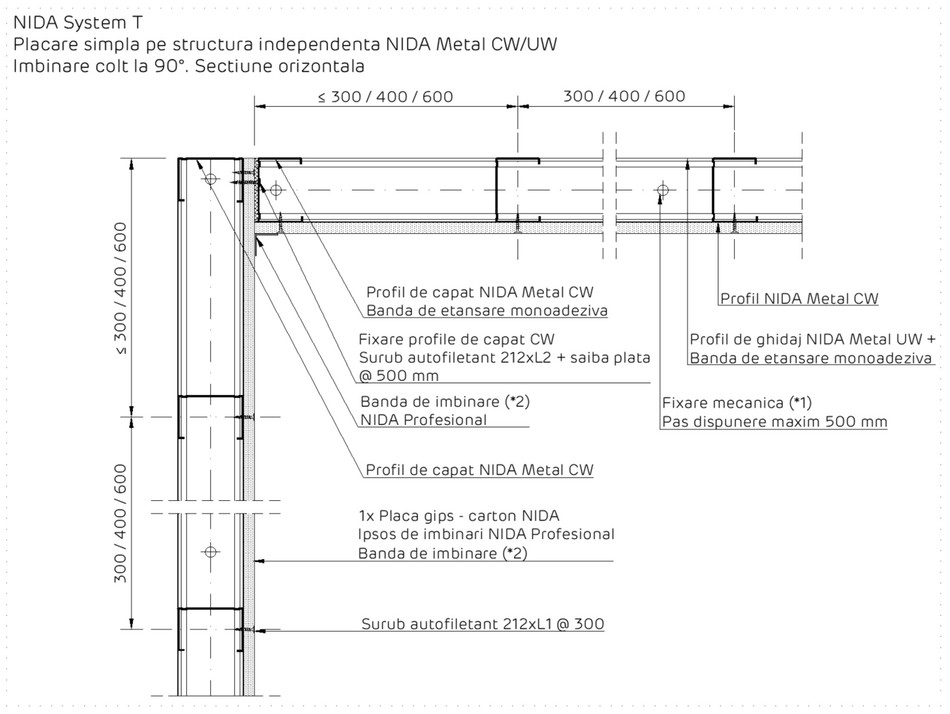 NIDA System T
Placare simpla pe structura independenta NIDA Metal CW/UW
Imbinare colt la 90°. Sectiune orizontala
≤ 300 / 400 / 600
300 / 400 / 600
≤ 300 / 400 / 600
300 / 400 / 600
Profil de capat NIDA Metal CW
Banda de etansare monoadeziva
Profil NIDA Metal CW
Fixare profile de capat CW
Surub autofiletant 212xL2 + saiba plata
@ 500 mm
Profil de ghidaj NIDA Metal UW +
Banda de etansare monoadeziva
Banda de imbinare (*2)
NIDA Profesional
Fixare mecanica (*1)
Pas dispunere maxim 500 mm
Profil de capat NIDA Metal CW
1x Placa gips - carton NIDA
Ipsos de imbinari NIDA Profesional
Banda de imbinare (*2)
Surub autofiletant 212xL1 @ 300